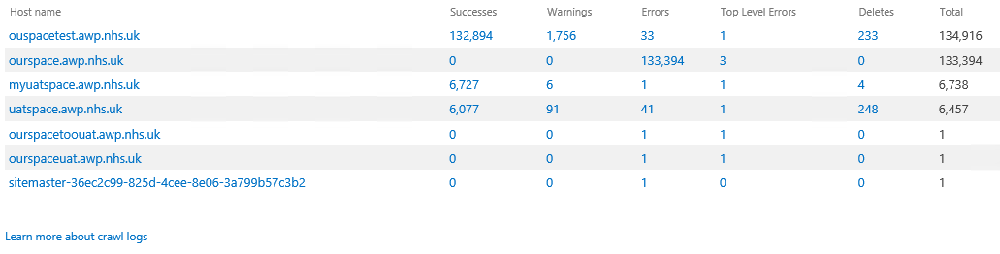 Host name Successes Warnings Errors Top Level Errors Deletes Total
ouspacetest.awp.nhs.uk 132,894 1,756 33 1 233 134,916
ourspace.awp.nhs.uk 0 0 133,394 3 0 133,394
myuatspace.awp.nhs.uk 6,727 6 1 1 4 6,738
uatspace.awp.nhs.uk 6,077 91 41 1 248 6,457
ourspacetoouat.awp.nhs.uk 0 0 1 1 0 1
ourspaceuat.awp.nhs.uk 0 0 1 1 0 1
sitemaster-36ec2c99-825d-4cee-8e06-3a799b57c3b2 0 0 1 0 0 1
Learn more about crawl logs